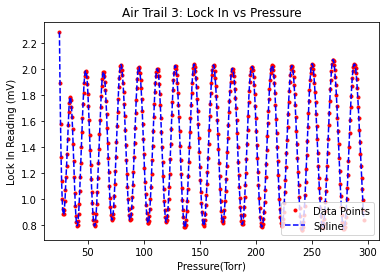 Air Trail 3: Lock In vs Pressure
Lock In Reading (mV)
2.2
2.0
1.8
1.6
1.4
1.2
1.0
0.8
Data Points
Spline
50
100
150
200
250
300
Pressure(Torr)